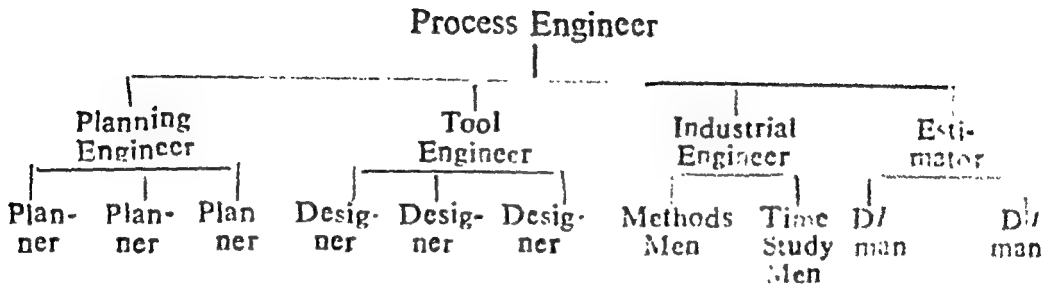 Process Engineer
Planning Tool Industrial Esti-
Engineer Engineer Engineer mator
Plan- Plan- Plan Desig- Desig- Desig- Methods Time D/ D/
ner ner ner ner ner ner Men Study man man
Men